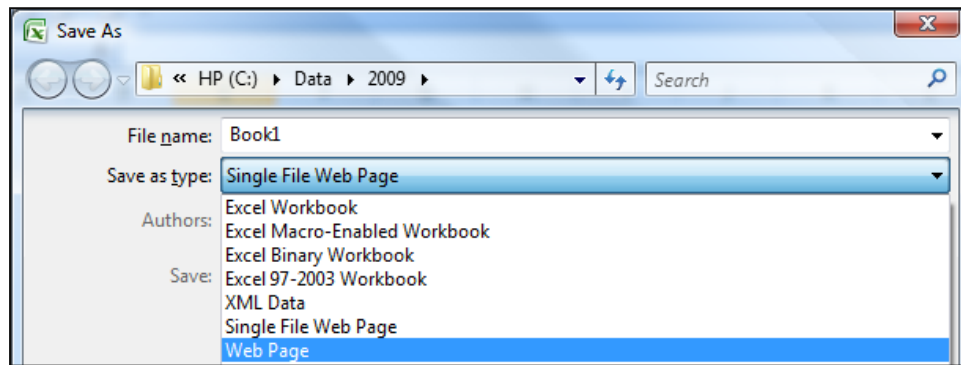 Save As
« HP (C:) ▸ Data ▸ 2009 ▸ Search
File name: Book1
Save as type: Single File Web Page
Authors:
Save:
Excel Workbook
Excel Macro-Enabled Workbook
Excel Binary Workbook
Excel 97-2003 Workbook
XML Data
Single File Web Page
Web Page